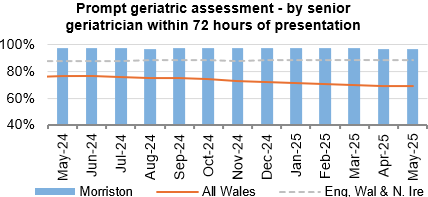 Prompt geriatric assessment - by senior
geriatrician within 72 hours of presentation
100%
80%
60%
40%
May-24 Jun-24 Jul-24 Aug-24 Sep-24 Oct-24 Nov-24 Dec-24 Jan-25 Feb-25 Mar-25 Apr-25 May-25
Morriston All Wales Eng, Wal & N. Ire